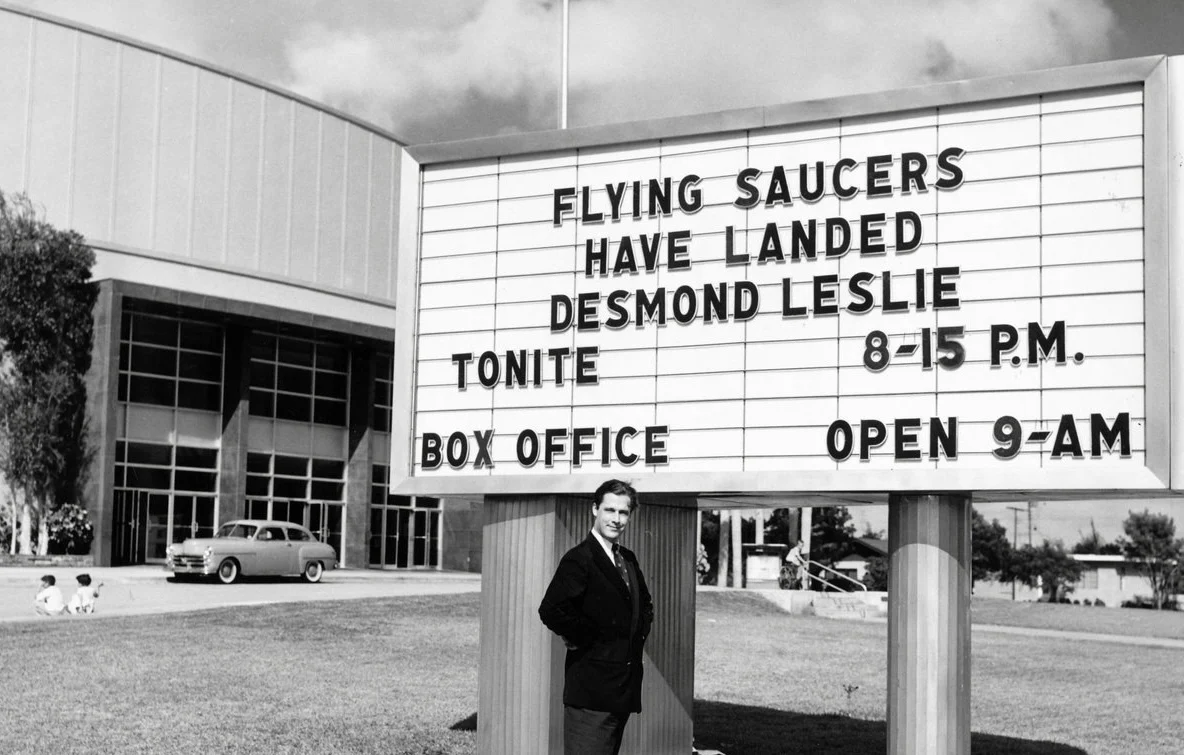 FLYING SAUCERS
HAVE LANDED
DESMOND LESLIE
TONITE 8-15 P.M.
BOX OFFICE OPEN 9-AM